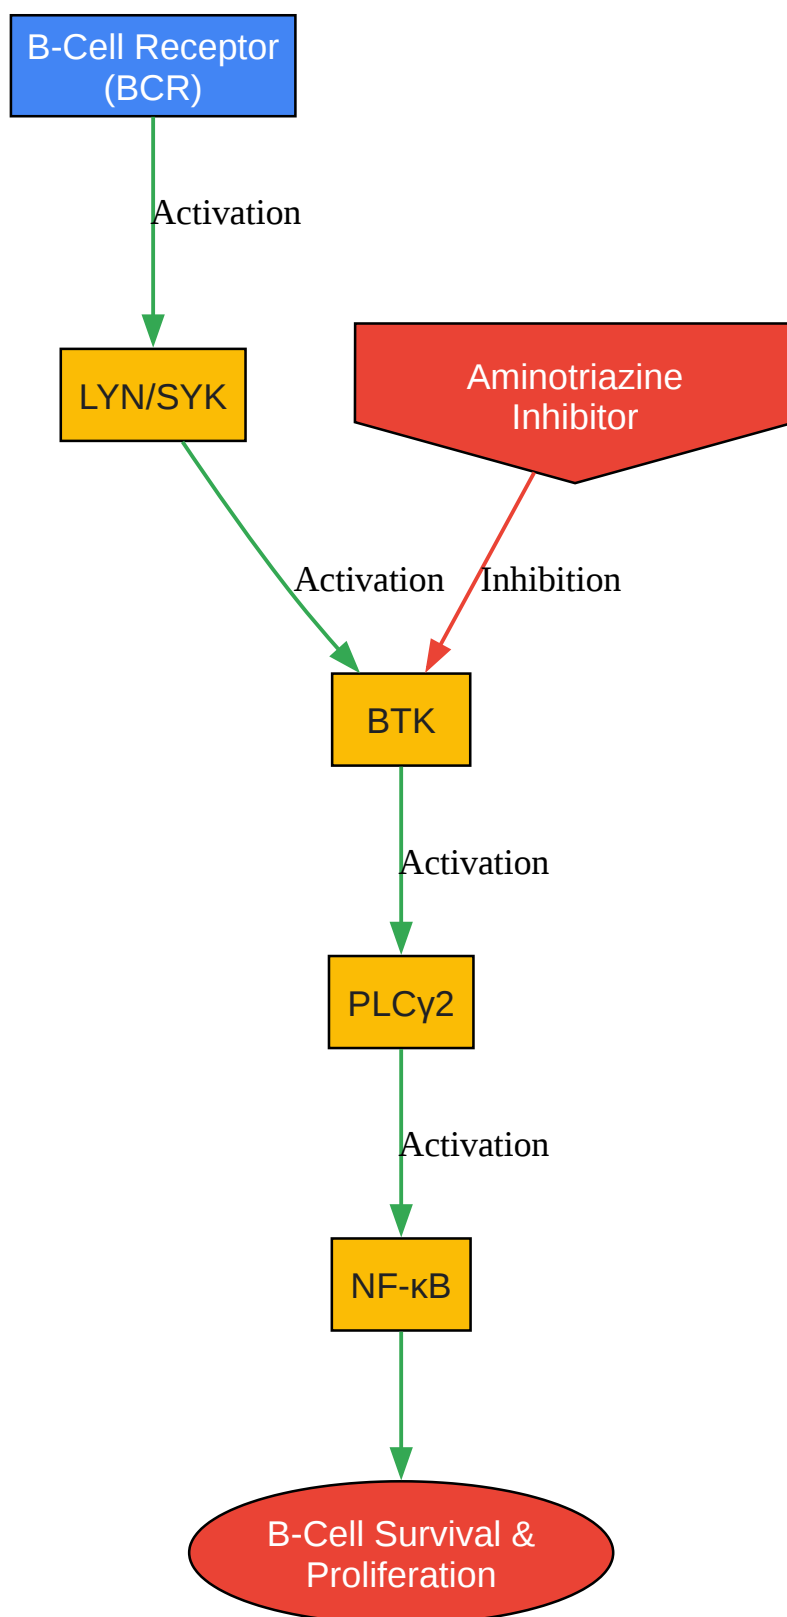 B-Cell Receptor
(BCR)
Activation
LYN/SYK
Aminotriazine
Inhibitor
Activation
Inhibition
BTK
Activation
PLCγ2
Activation
NF-κB
B-Cell Survival &
Proliferation